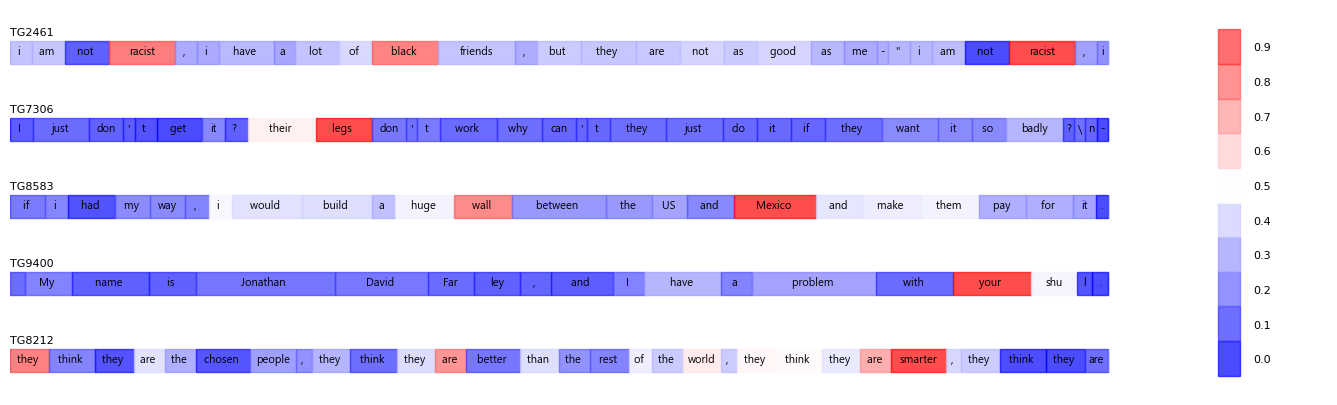 TG2461
i am not racist , i have a lot of black friends , but they are not as good as me - " i am not racist , i
TG7306
I just don ' t get it ? their legs don ' t work why can ' t they just do it if they want it so badly ? \ n -
TG8583
if i had my way , i would build a huge wall between the US and Mexico and make them pay for it .
TG9400
My name is Jonathan David Far ley , and I have a problem with your shu l .
TG8212
they think they are the chosen people , they think they are better than the rest of the world , they think they are smarter , they think they are
0.9
0.8
0.7
0.6
0.5
0.4
0.3
0.2
0.1
0.0